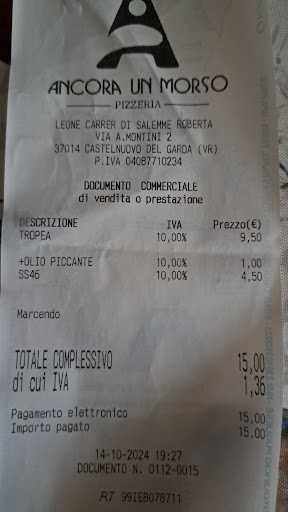 ANCORA UN MORSO
PIZZERIA
LEONE CARRER DI SALEMME ROBERTA
VIA A.MONTINI 2
37014 CASTELNUOVO DEL GARDA (VR)
P.IVA 04087710234
DOCUMENTO COMMERCIALE
di vendita o prestazione
DESCRIZIONE IVA Prezzo(€)
TROPEA 10,00% 9,50
+OLIO PICCANTE 10,00% 1,00
SS46 10,00% 4,50
Marcendo
TOTALE COMPLESSIVO 15,00
di cui IVA 1,36
Pagamento elettronico 15,00
Importo pagato 15,00
14-10-2024 19:27
DOCUMENTO N. 0112-0015
RT 99IEB078711